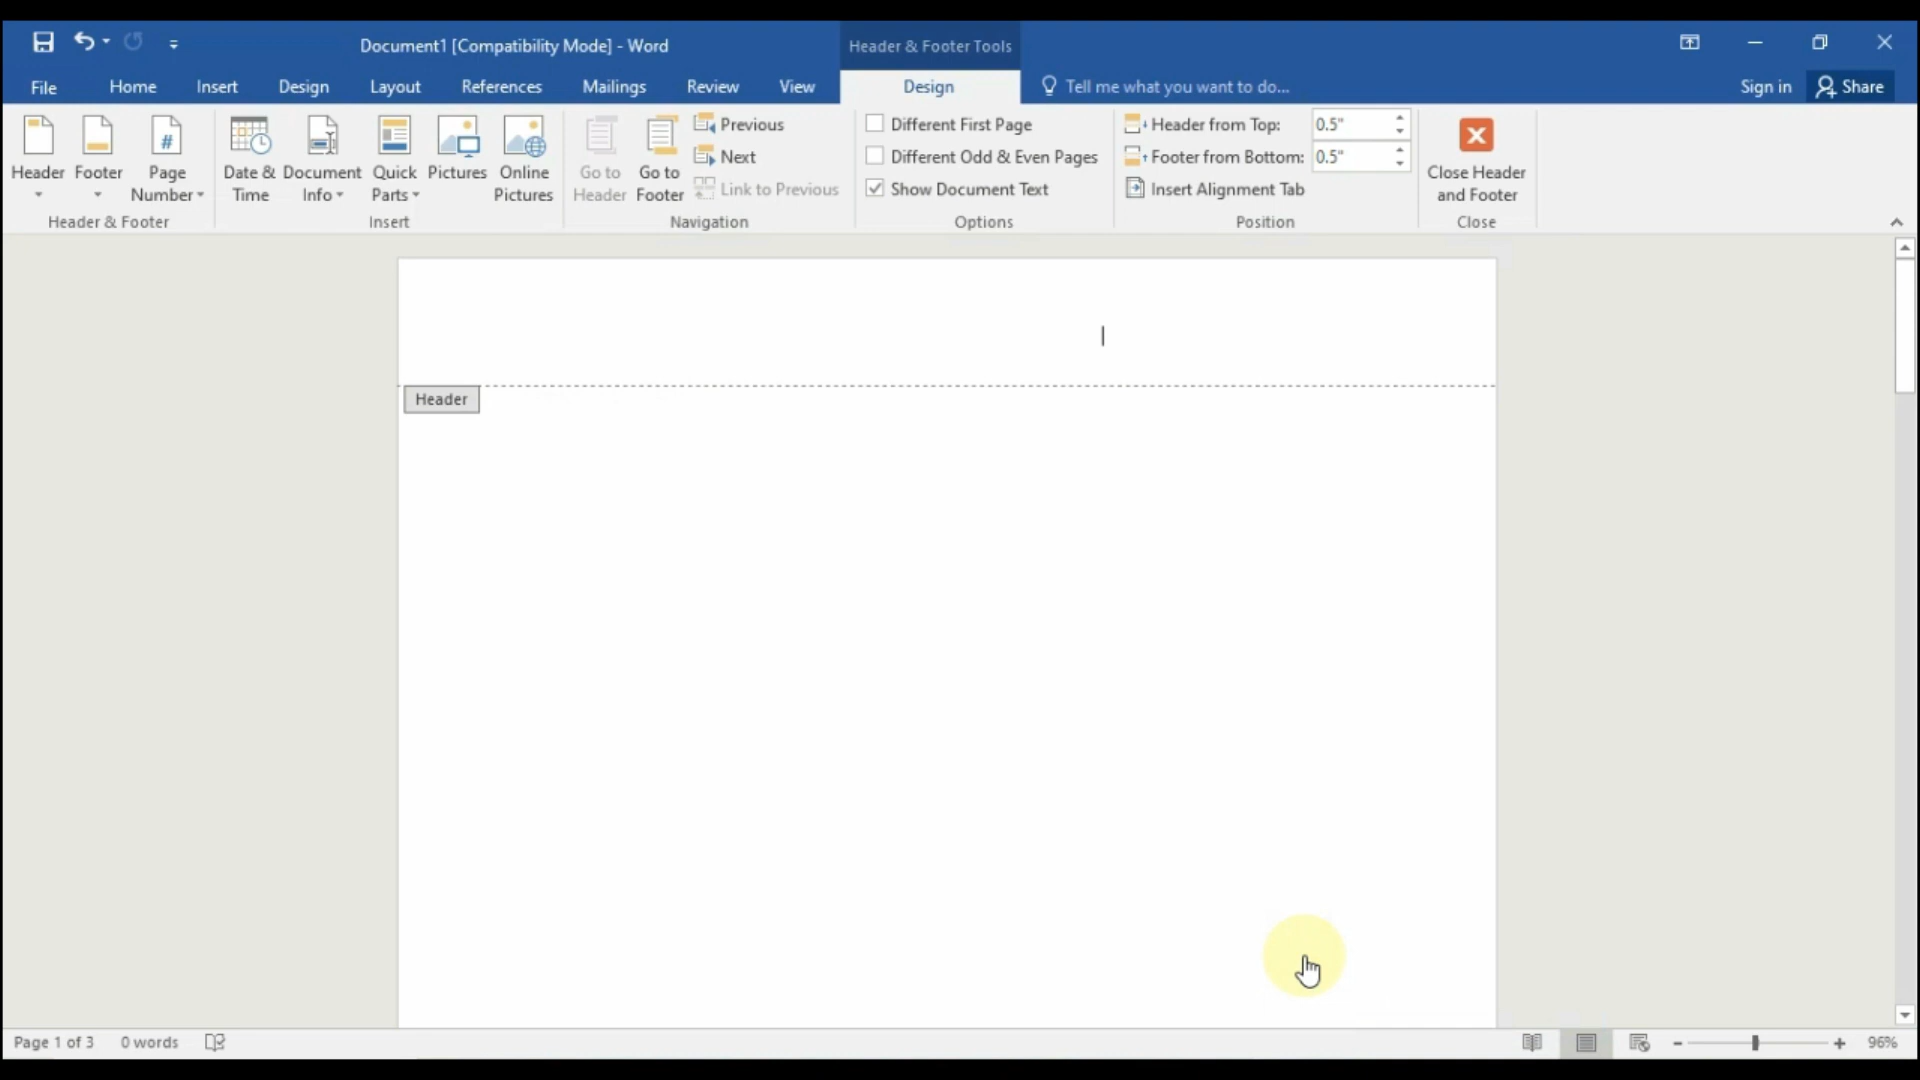 Document1 [Compatibility Mode] - Word
Header & Footer Tools
File Home Insert Design Layout References Mailings Review View Design Tell me what you want to do... Sign in Share
Header
Footer
Page Number
Header & Footer
Date & Time
Document Info
Quick Parts
Pictures
Online Pictures
Insert
Go to Header
Go to Footer
Previous
Next
Link to Previous
Navigation
Different First Page
Different Odd & Even Pages
Show Document Text
Options
Header from Top: 0.5"
Footer from Bottom: 0.5"
Insert Alignment Tab
Position
Close Header and Footer
Close
Header
Page 1 of 3 0 words 96%